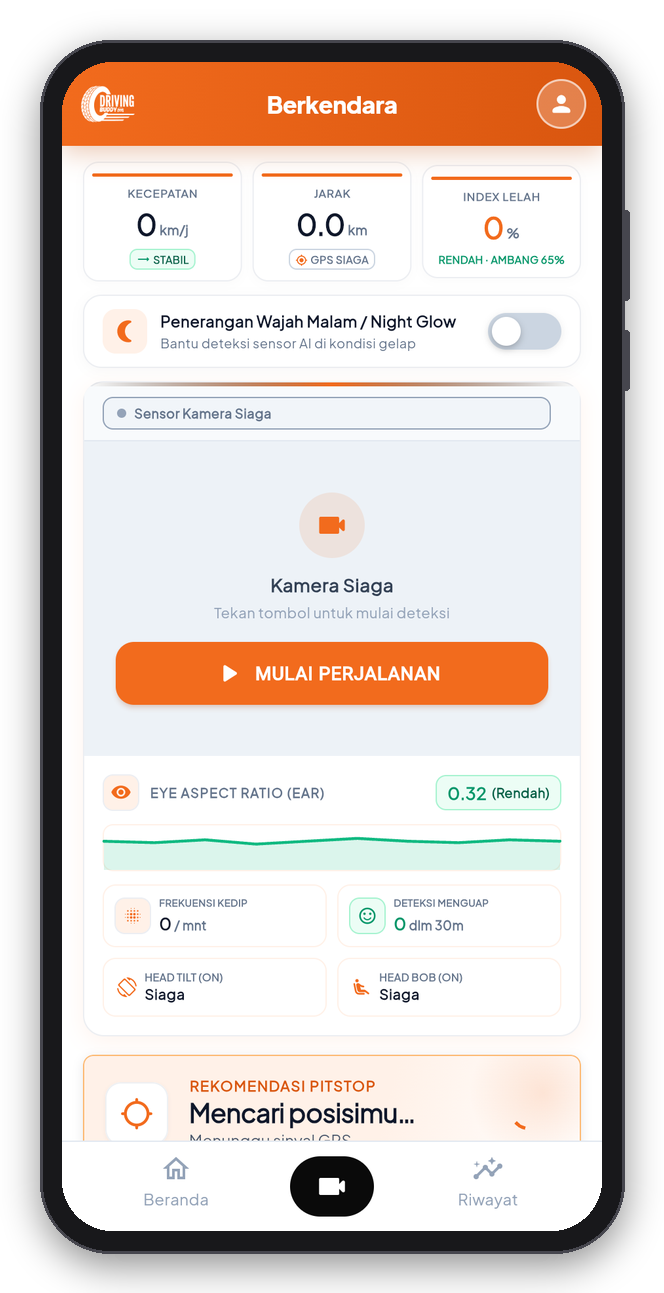 DRIVING
BUDDY
Berkendara
KECEPATAN
0 km/j
→ STABIL
JARAK
0.0 km
GPS SIAGA
INDEX LELAH
0 %
RENDAH · AMBANG 65%
Penerangan Wajah Malam / Night Glow
Bantu deteksi sensor AI di kondisi gelap
Sensor Kamera Siaga
Kamera Siaga
Tekan tombol untuk mulai deteksi
MULAI PERJALANAN
EYE ASPECT RATIO (EAR)
0.32 (Rendah)
FREKUENSI KEDIP
0 / mnt
DETEKSI MENGUAP
0 dlm 30m
HEAD TILT (ON)
Siaga
HEAD BOB (ON)
Siaga
REKOMENDASI PITSTOP
Mencari posisimu...
Menunggu sinyal GPS
Beranda
Riwayat